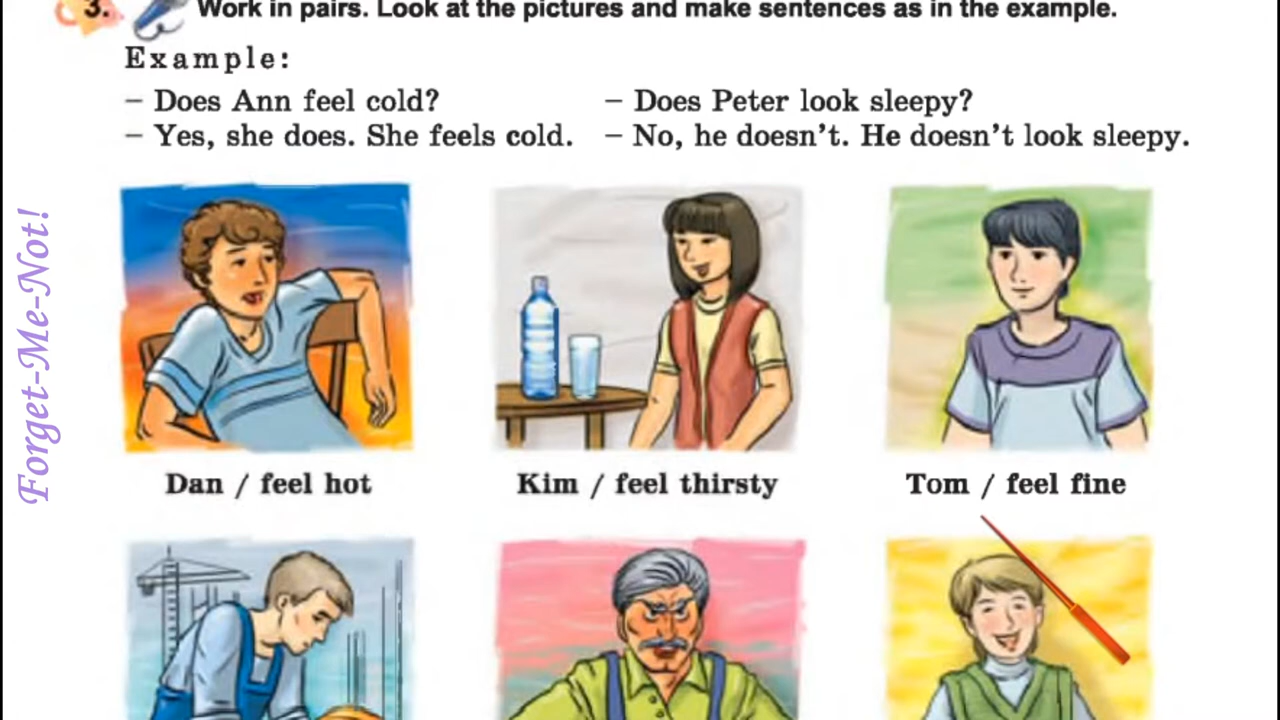 3.
Work in pairs. Look at the pictures and make sentences as in the example.
Example:
– Does Ann feel cold?
– Yes, she does. She feels cold.
– Does Peter look sleepy?
– No, he doesn't. He doesn't look sleepy.
Forget-Me-Not!
Dan / feel hot
Kim / feel thirsty
Tom / feel fine